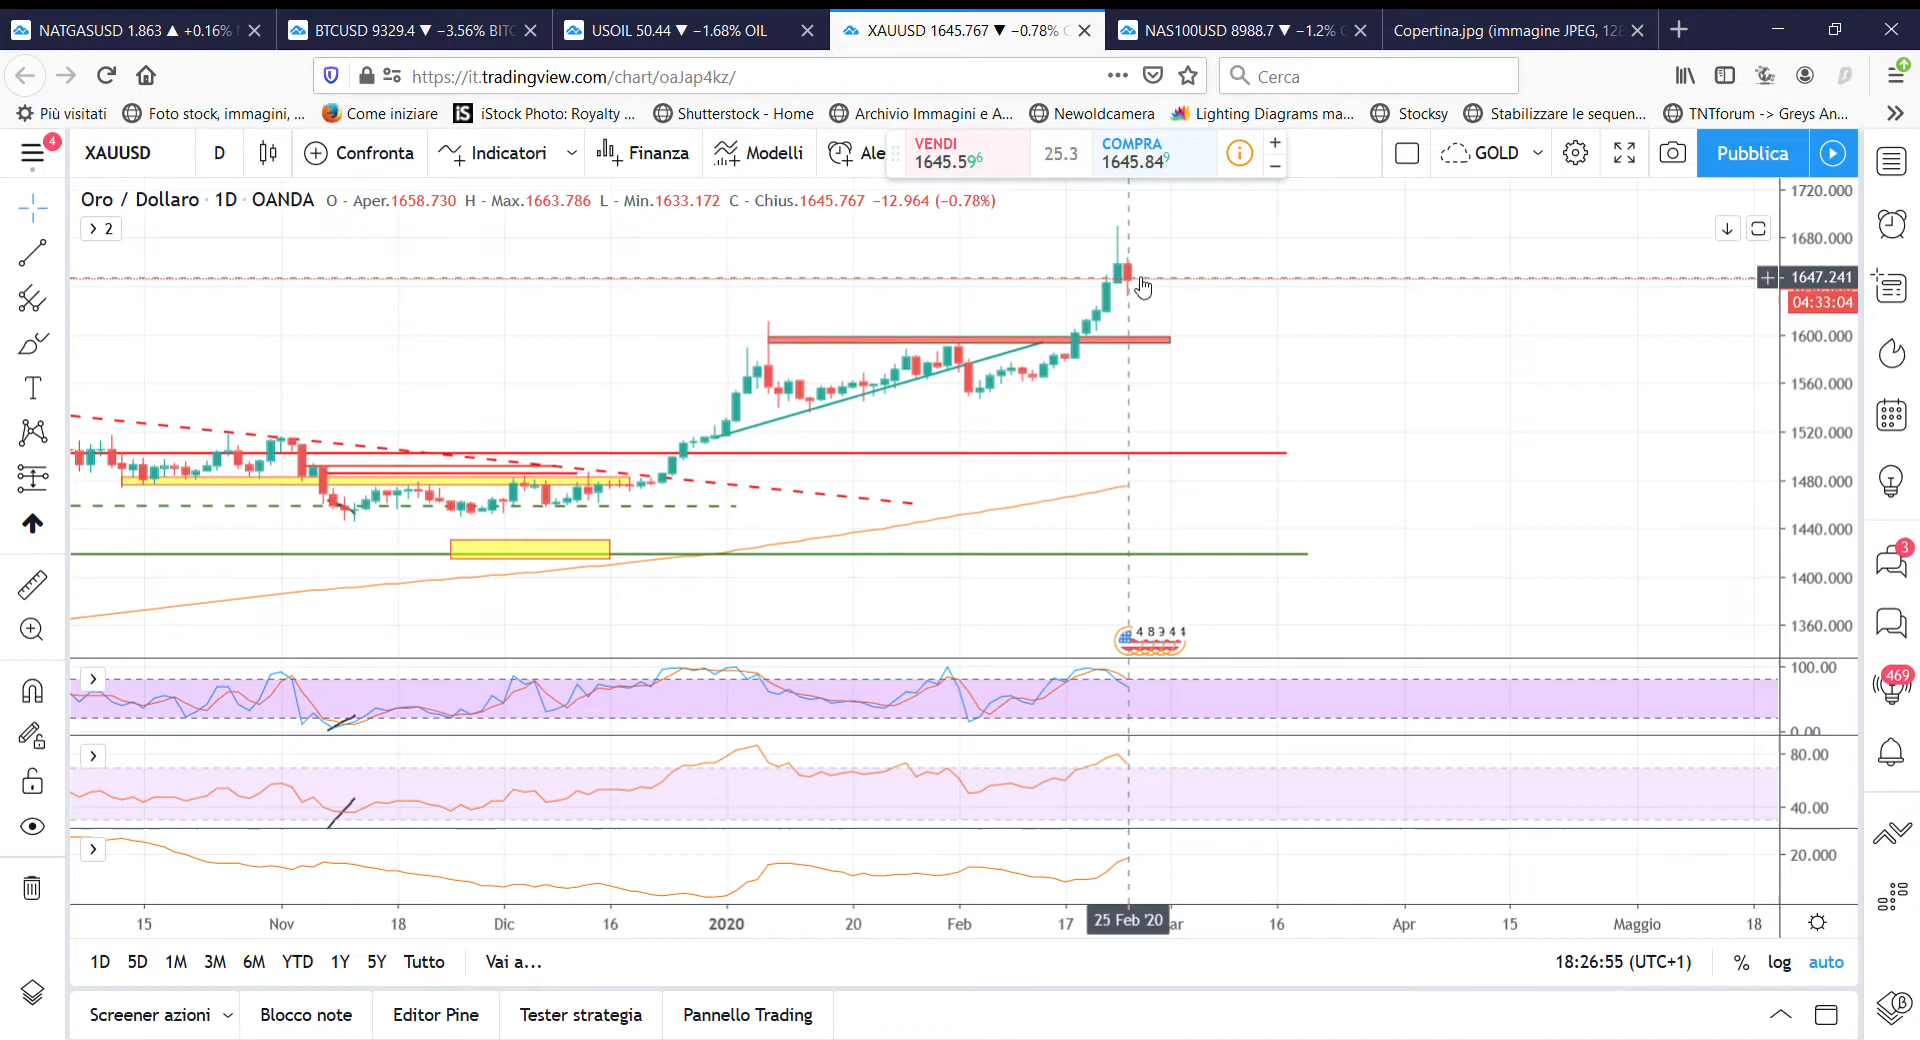 NATGASUSD 1.863 ▲ +0.16%
BTCUSD 9329.4 ▼ −3.56% BITC
USOIL 50.44 ▼ −1.68% OIL
XAUUSD 1645.767 ▼ −0.78%
NAS100USD 8988.7 ▼ −1.2%
Copertina.jpg (immagine JPEG, 128
https://it.tradingview.com/chart/oaJap4kz/
Cerca
Più visitati
Foto stock, immagini, ...
Come iniziare
iS
iStock Photo: Royalty ...
Shutterstock - Home
Archivio Immagini e A...
Newoldcamera
Lighting Diagrams ma...
Stocksy
Stabilizzare le sequen...
TNTforum -> Greys An...
4
XAUUSD
D
Confronta
Indicatori
Finanza
Modelli
Ale
VENDI
1645.596
25.3
COMPRA
1645.849
GOLD
Pubblica
Oro / Dollaro · 1D · OANDA O - Aper.1658.730 H - Max.1663.786 L - Min.1633.172 C - Chius.1645.767 −12.964 (−0.78%)
2
1720.000
1680.000
1647.241
04:33:04
1600.000
1560.000
1520.000
1480.000
1440.000
1400.000
1360.000
100.00
0.00
80.00
40.00
20.000
3
469
15
Nov
18
Dic
16
2020
20
Feb
17
25 Feb '20
ar
16
Apr
15
Maggio
18
1D 5D 1M 3M 6M YTD 1Y 5Y Tutto Vai a...
18:26:55 (UTC+1) % log auto
Screener azioni
Blocco note
Editor Pine
Tester strategia
Pannello Trading